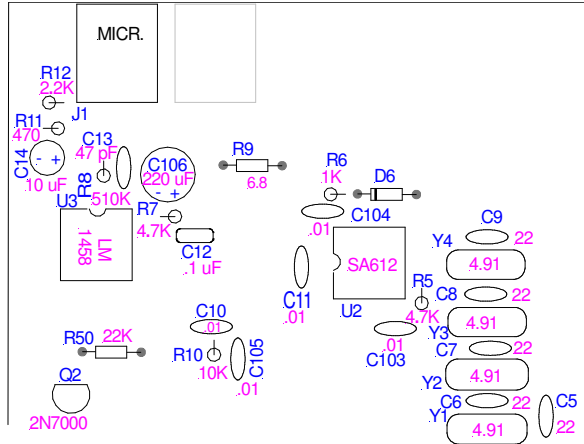 MICR.
R12
2.2K
J1
R11
470
C13
47 pF
C14
- +
10 uF
R8
510K
C106
220 uF
- +
R9
6.8
R6
1K
D6
U3
LM
1458
R7
4.7K
C12
.1 uF
C104
.01
C9
.22
Y4
4.91
SA612
U2
C11
.01
R5
4.7K
C8
22
Y3
4.91
C10
.01
C103
.01
C7
.22
R50
22K
R10
10K
C105
.01
Y2
4.91
Q2
2N7000
C6
22
Y1
4.91
C5
22